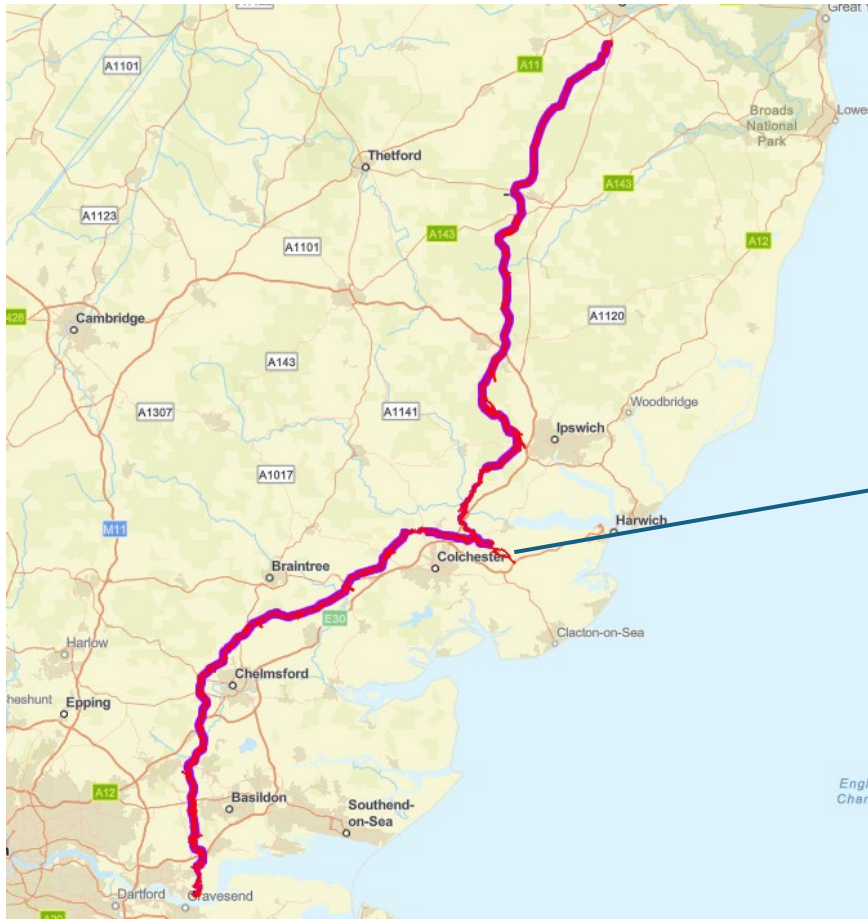 A1101
A11
Broads
National
Park
Thetford
A143
A1123
A143
A12
A1101
Cambridge
A1120
A143
A1307
A1141
Woodbridge
Ipswich
A1017
M11
Harwich
Colchester
Braintree
E30
Clacton-on-Sea
Harlow
Chelmsford
Epping
A12
Basildon
Southend-
on-Sea
Dartford
Gravesend